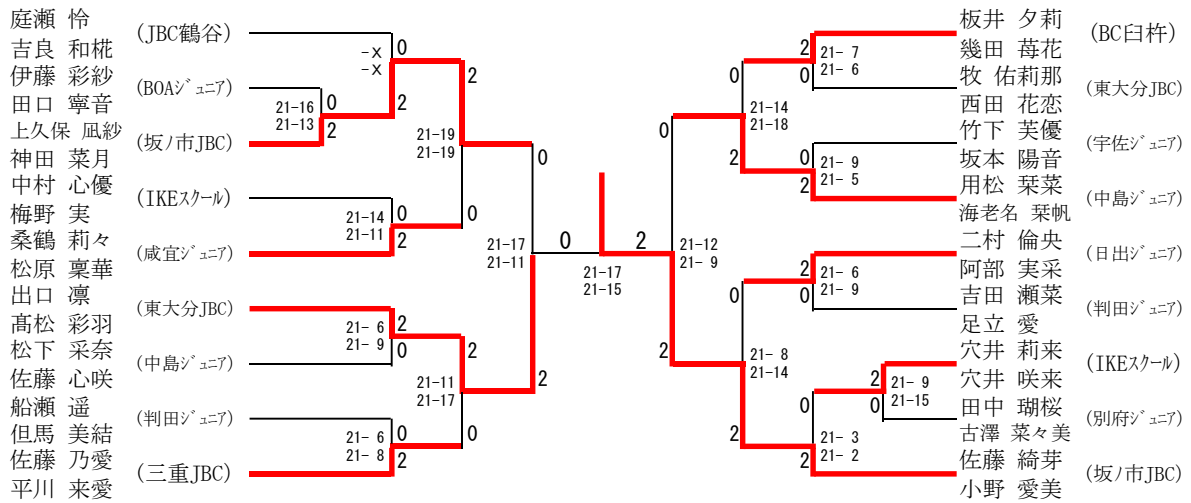 庭瀬 怜
吉良 和椛
(JBC鶴谷)
伊藤 彩紗
田口 寧音
(BOAジュニア)
上久保 凪紗
神田 菜月
(坂ノ市JBC)
中村 心優
梅野 実
(IKEスクール)
桑鶴 莉々
松原 稟華
(咸宜ジュニア)
出口 凛
髙松 彩羽
(東大分JBC)
松下 采奈
佐藤 心咲
(中島ジュニア)
船瀬 遥
但馬 美結
(判田ジュニア)
佐藤 乃愛
平川 来愛
(三重JBC)
0
-X
-X
2
2
0
21-16
21-13
2
21-19
21-19
0
21-14
21-11
0
2
0
21-17
21-11
2
21- 6
21- 9
2
0
2
21-11
21-17
0
21- 6
21- 8
0
2
0
2
21-17
21-15
板井 夕莉
幾田 苺花
(BC臼杵)
牧 佑莉那
西田 花恋
(東大分JBC)
竹下 芙優
坂本 陽音
(宇佐ジュニア)
用松 栞菜
海老名 栞帆
(中島ジュニア)
二村 倫央
阿部 実采
(日出ジュニア)
吉田 瀬菜
足立 愛
(判田ジュニア)
穴井 莉来
穴井 咲来
(IKEスクール)
田中 瑚桜
古澤 菜々美
(別府ジュニア)
佐藤 綺芽
小野 愛美
(坂ノ市JBC)
2
21- 7
21- 6
0
0
21-14
21-18
2
0
21- 9
21- 5
2
0
21-12
21- 9
2
2
21- 6
21- 9
0
0
21- 8
21-14
2
2
21- 9
21-15
0
0
21- 3
21- 2
2